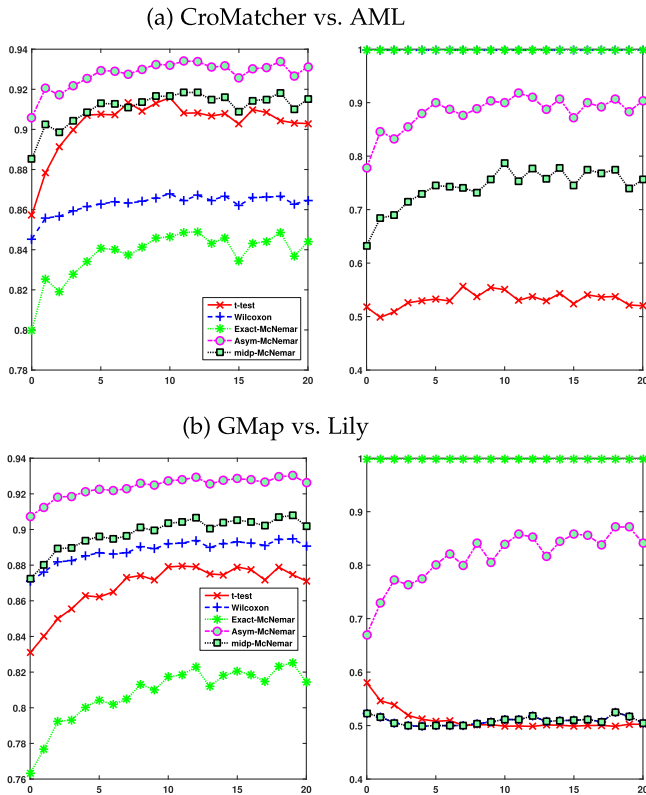 (a) CroMatcher vs. AML
0.94
0.92
0.9
0.88
0.86
0.84
0.82
0.8
0.78
0 5 10 15 20
t-test
Wilcoxon
Exact-McNemar
Asym-McNemar
midp-McNemar
1
0.9
0.8
0.7
0.6
0.5
0.4
0 5 10 15 20
(b) GMap vs. Lily
0.94
0.92
0.9
0.88
0.86
0.84
0.82
0.8
0.78
0.76
0 5 10 15 20
t-test
Wilcoxon
Exact-McNemar
Asym-McNemar
midp-McNemar
1
0.9
0.8
0.7
0.6
0.5
0.4
0 5 10 15 20